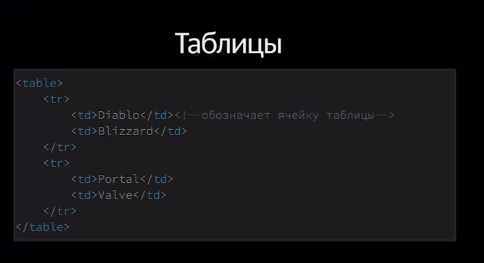 Таблицы
<table>
    <tr>
        <td>Diablo</td><!--обозначает ячейку таблицы-->
        <td>Blizzard</td>
    </tr>
    <tr>
        <td>Portal</td>
        <td>Valve</td>
    </tr>
</table>